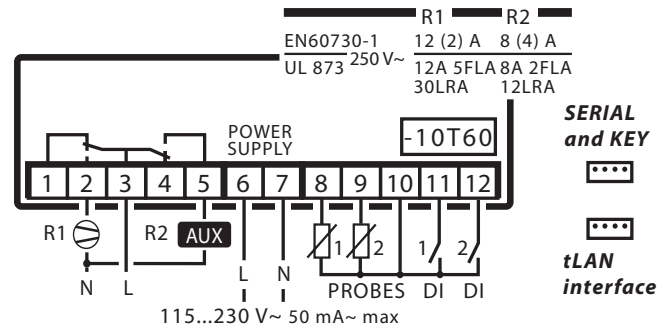 R1 R2
EN60730-1 12 (2) A 8 (4) A
UL 873 250 V~ 12A 5FLA 8A 2FLA
30LRA 12LRA
SERIAL
and KEY
POWER
SUPPLY
-10T60
1 2 3 4 5 6 7 8 9 10 11 12
R1 R2 AUX 1 2 1 2
N L L N PROBES DI DI
tLAN
interface
115...230 V~ 50 mA~ max